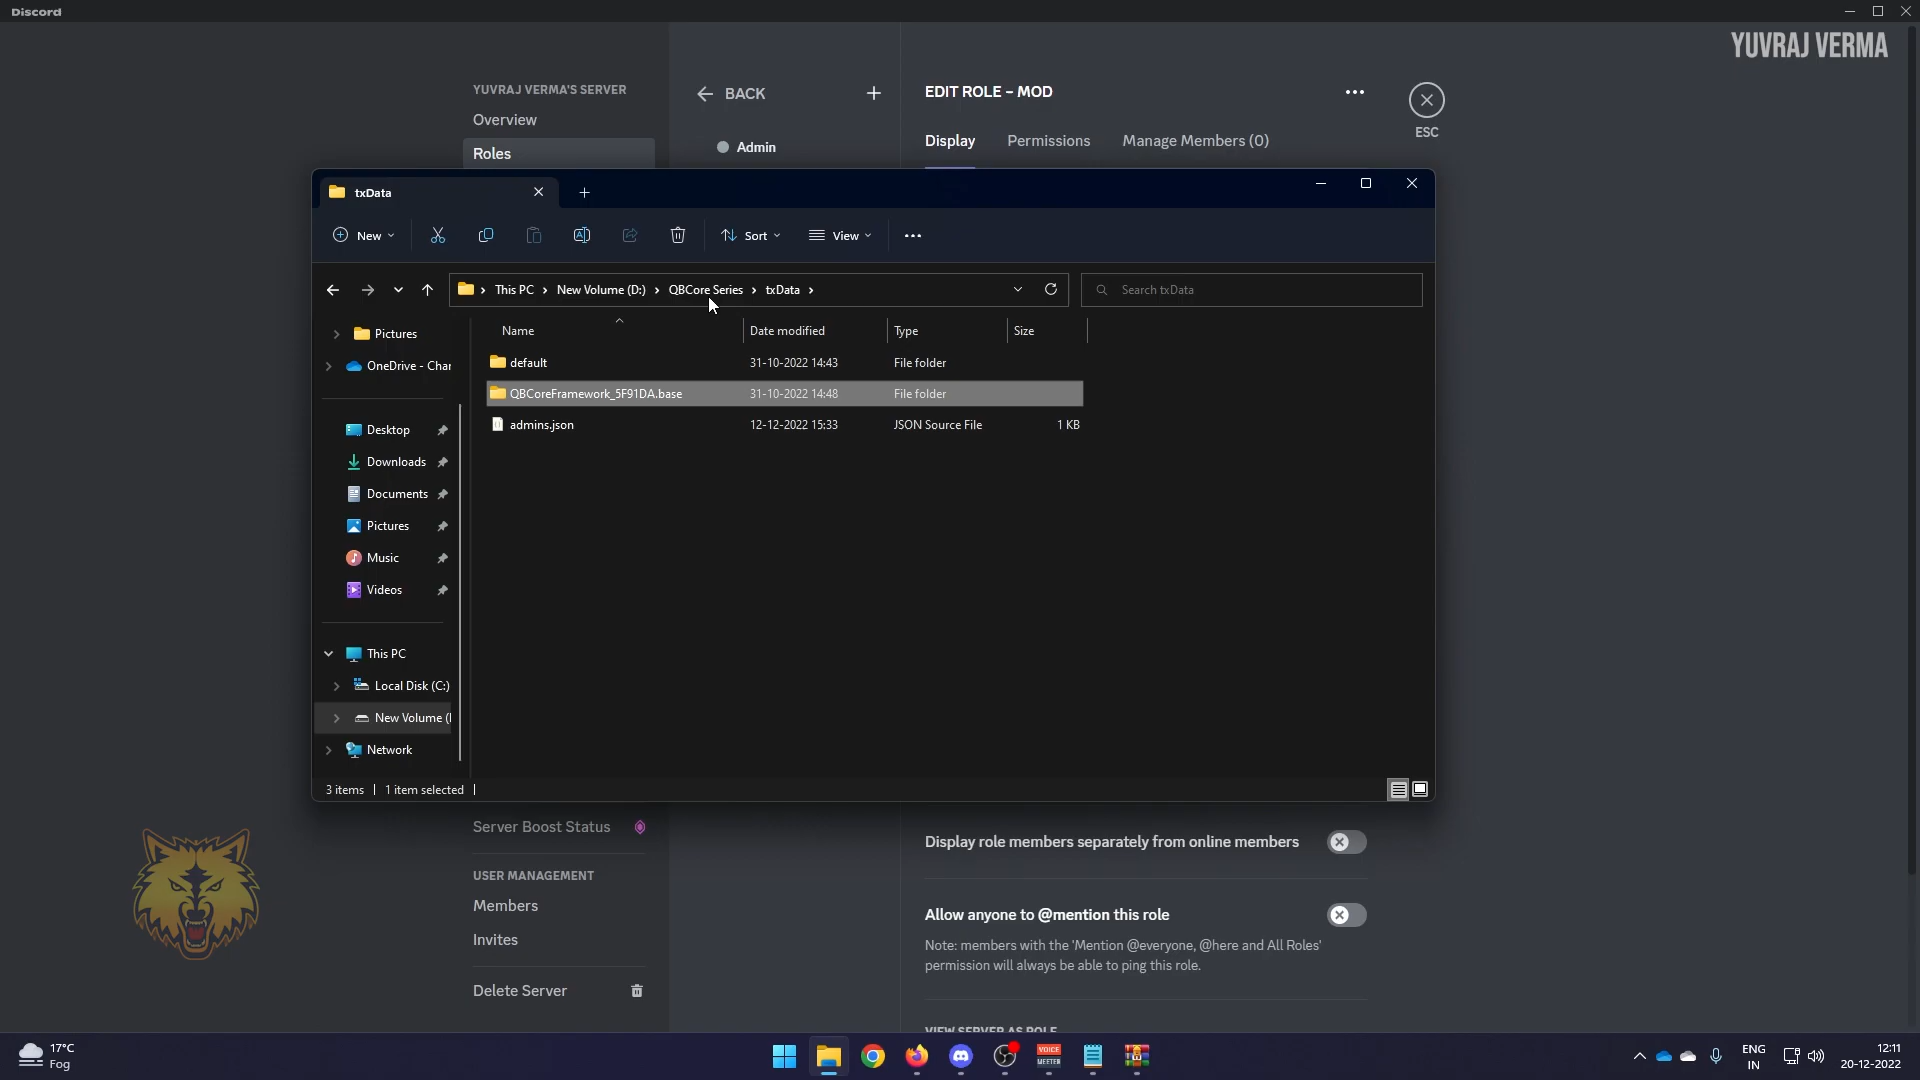 Discord
YUVRAJ VERMA
YUVRAJ VERMA'S SERVER
Overview
Roles
BACK
Admin
EDIT ROLE – MOD
ESC
Display Permissions Manage Members (0)
txData
New
Sort
View
This PC New Volume (D:) QBCore Series txData
Search txData
Name Date modified Type Size
default 31-10-2022 14:43 File folder
QBCoreFramework_5F91DA.base 31-10-2022 14:48 File folder
admins.json 12-12-2022 15:33 JSON Source File 1 KB
Pictures
OneDrive - Char
Desktop
Downloads
Documents
Pictures
Music
Videos
This PC
Local Disk (C:)
New Volume (
Network
3 items 1 item selected
Server Boost Status
USER MANAGEMENT
Members
Invites
Delete Server
Display role members separately from online members
Allow anyone to @mention this role
Note: members with the 'Mention @everyone, @here and All Roles'
permission will always be able to ping this role.
VIEW SERVER AS ROLE
17°C
Fog
VOICE
MEETER
ENG
IN
12:11
20-12-2022